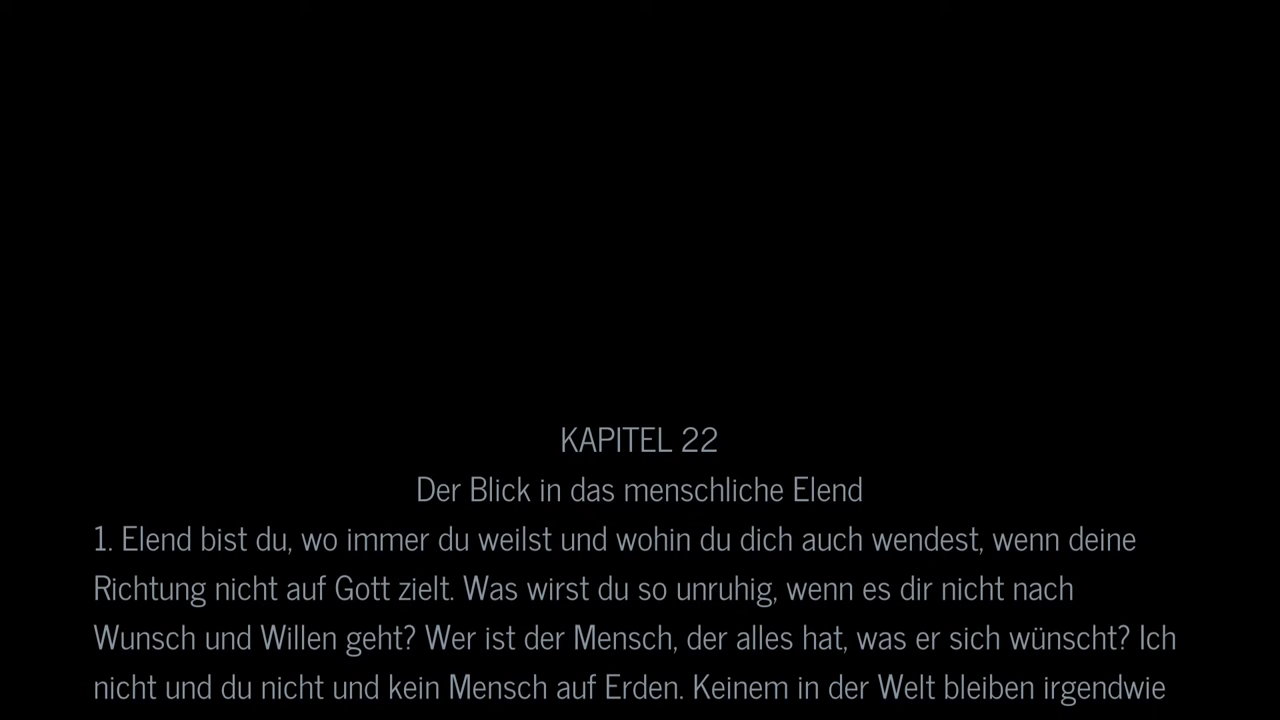 KAPITEL 22
Der Blick in das menschliche Elend
1. Elend bist du, wo immer du weilst und wohin du dich auch wendest, wenn deine
Richtung nicht auf Gott zielt. Was wirst du so unruhig, wenn es dir nicht nach
Wunsch und Willen geht? Wer ist der Mensch, der alles hat, was er sich wünscht? Ich
nicht und du nicht und kein Mensch auf Erden. Keinem in der Welt bleiben irgendwie